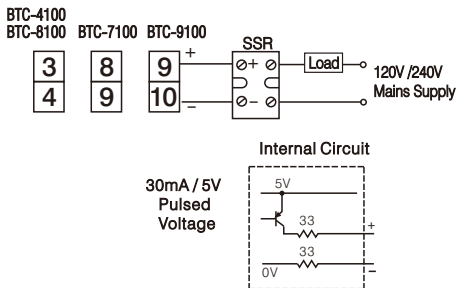 BTC-4100
BTC-8100 BTC-7100 BTC-9100
SSR
3 8 9 + + Load
120V /240V
Mains Supply
4 9 10 – –
Internal Circuit
30mA / 5V
Pulsed
Voltage
5V
33
+
33
0V
–